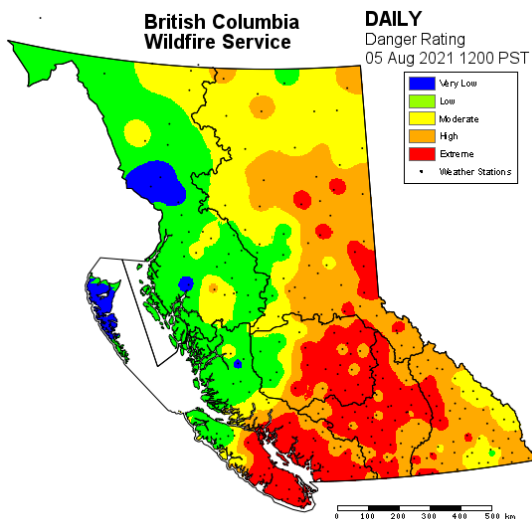 British Columbia
Wildfire Service
DAILY
Danger Rating
05 Aug 2021 1200 PST
Very Low
Low
Moderate
High
Extreme
Weather Stations
0 100 200 300 400 500 km